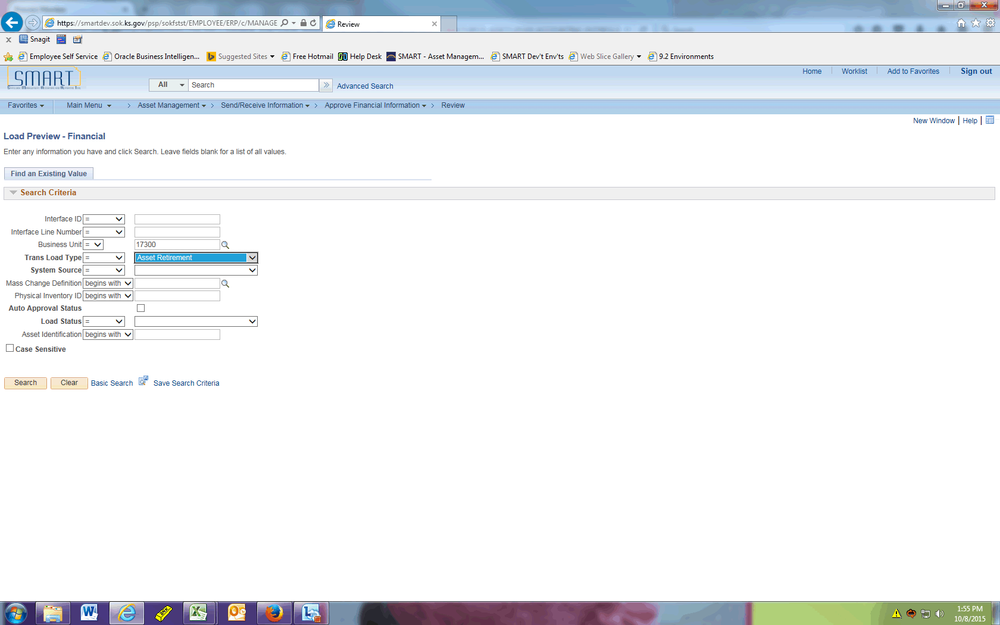 https://smartdev.sok.ks.gov/psp/sokfstst/EMPLOYEE/ERP/c/MANAGE
Review
Snagit
Employee Self Service Oracle Business Intelligen... Suggested Sites Free Hotmail Help Desk SMART - Asset Managem... SMART Dev't Env'ts Web Slice Gallery 9.2 Environments
SMART
Home Worklist Add to Favorites Sign out
All Search Advanced Search
Favorites Main Menu > Asset Management > Send/Receive Information > Approve Financial Information > Review
New Window | Help |
Load Preview - Financial
Enter any information you have and click Search. Leave fields blank for a list of all values.
Find an Existing Value
Search Criteria
Interface ID =
Interface Line Number =
Business Unit = 17300
Trans Load Type = Asset Retirement
System Source =
Mass Change Definition begins with
Physical Inventory ID begins with
Auto Approval Status
Load Status =
Asset Identification begins with
Case Sensitive
Search Clear Basic Search Save Search Criteria
1:55 PM
10/8/2015